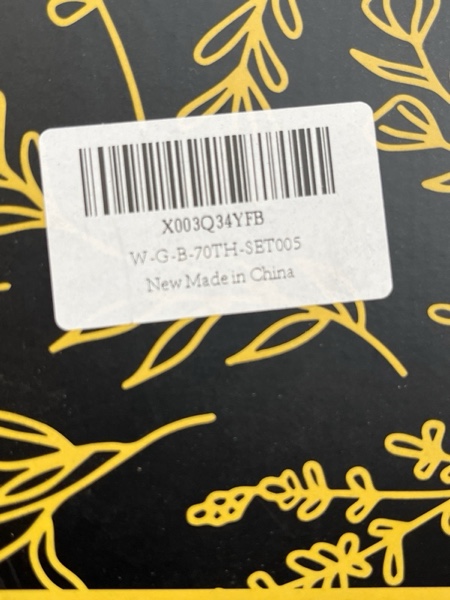 X003Q34YFB
W-G-B-70TH-SET005
New Made in China